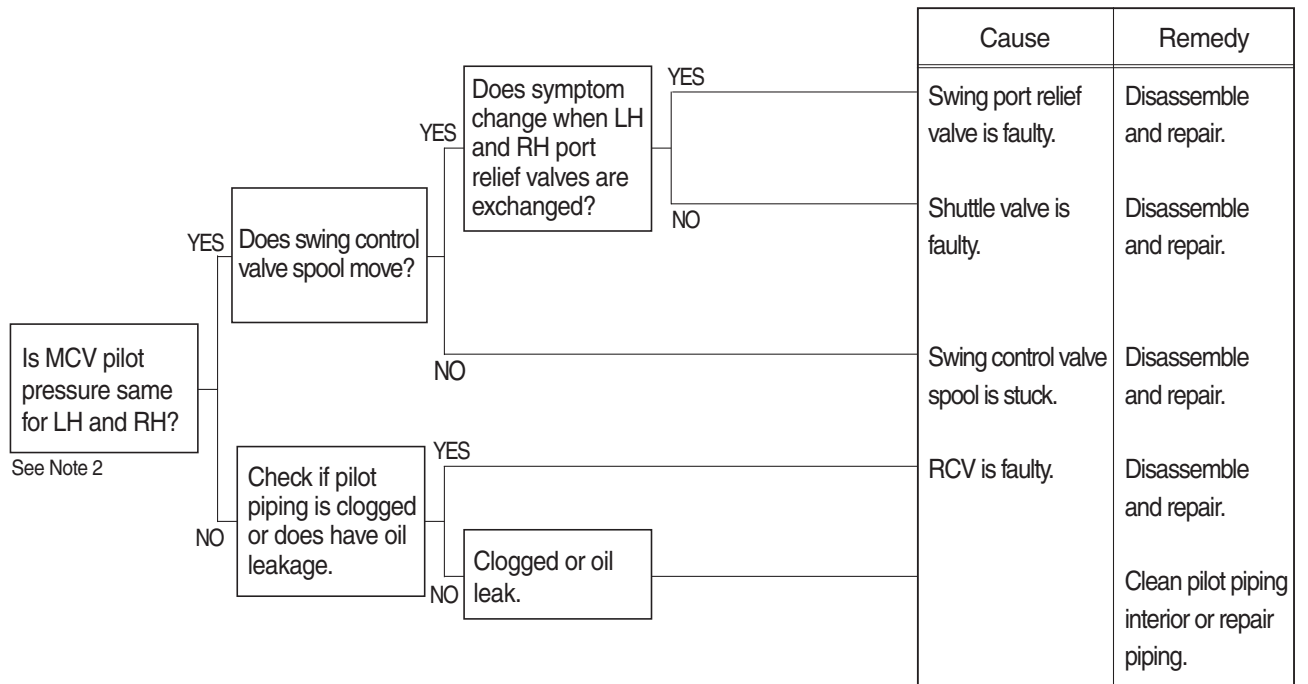 Cause
Remedy
Does symptom
change when LH
and RH port
relief valves are
exchanged?
YES
YES
NO
Swing port relief
valve is faulty.
Disassemble
and repair.
Shuttle valve is
faulty.
Disassemble
and repair.
YES
Does swing control
valve spool move?
NO
Swing control valve
spool is stuck.
Disassemble
and repair.
Is MCV pilot
pressure same
for LH and RH?
See Note 2
NO
Check if pilot
piping is clogged
or does have oil
leakage.
YES
RCV is faulty.
Disassemble
and repair.
NO
Clogged or oil
leak.
Clean pilot piping
interior or repair
piping.